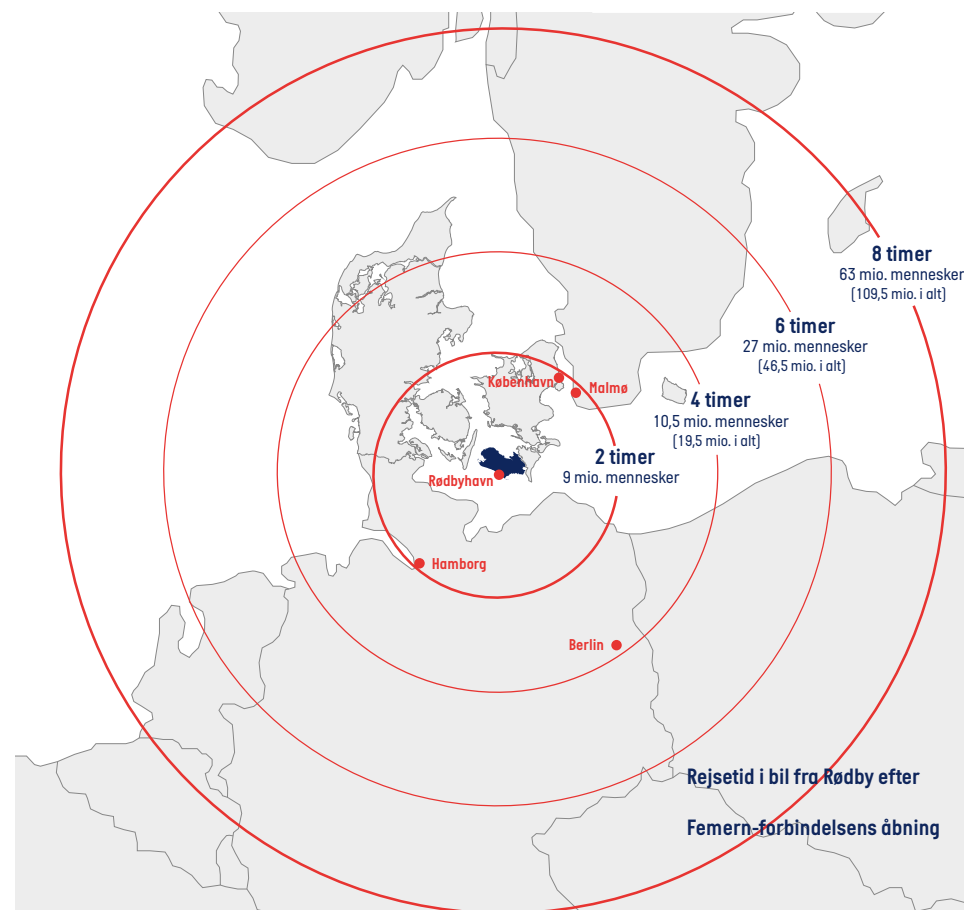 8 timer
63 mio. mennesker
(109,5 mio. i alt)
6 timer
27 mio. mennesker
(46,5 mio. i alt)
København
Malmø
4 timer
10,5 mio. mennesker
(19,5 mio. i alt)
2 timer
9 mio. mennesker
Rødbyhavn
Hamborg
Berlin
Rejsetid i bil fra Rødby efter
Femern-forbindelsens åbning